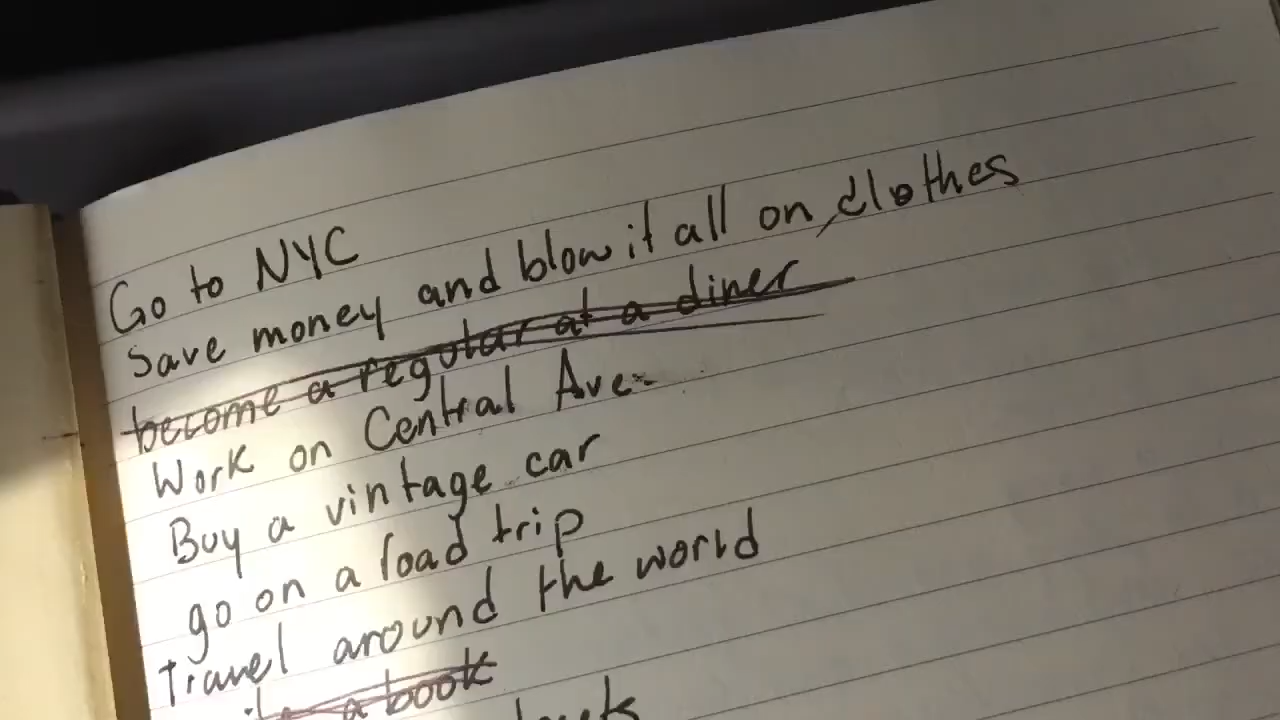 Go to NYC
Save money and blow it all on clothes
become a regular at a diner
Work on Central Ave.
Buy a vintage car
go on a road trip
Travel around the world
a book